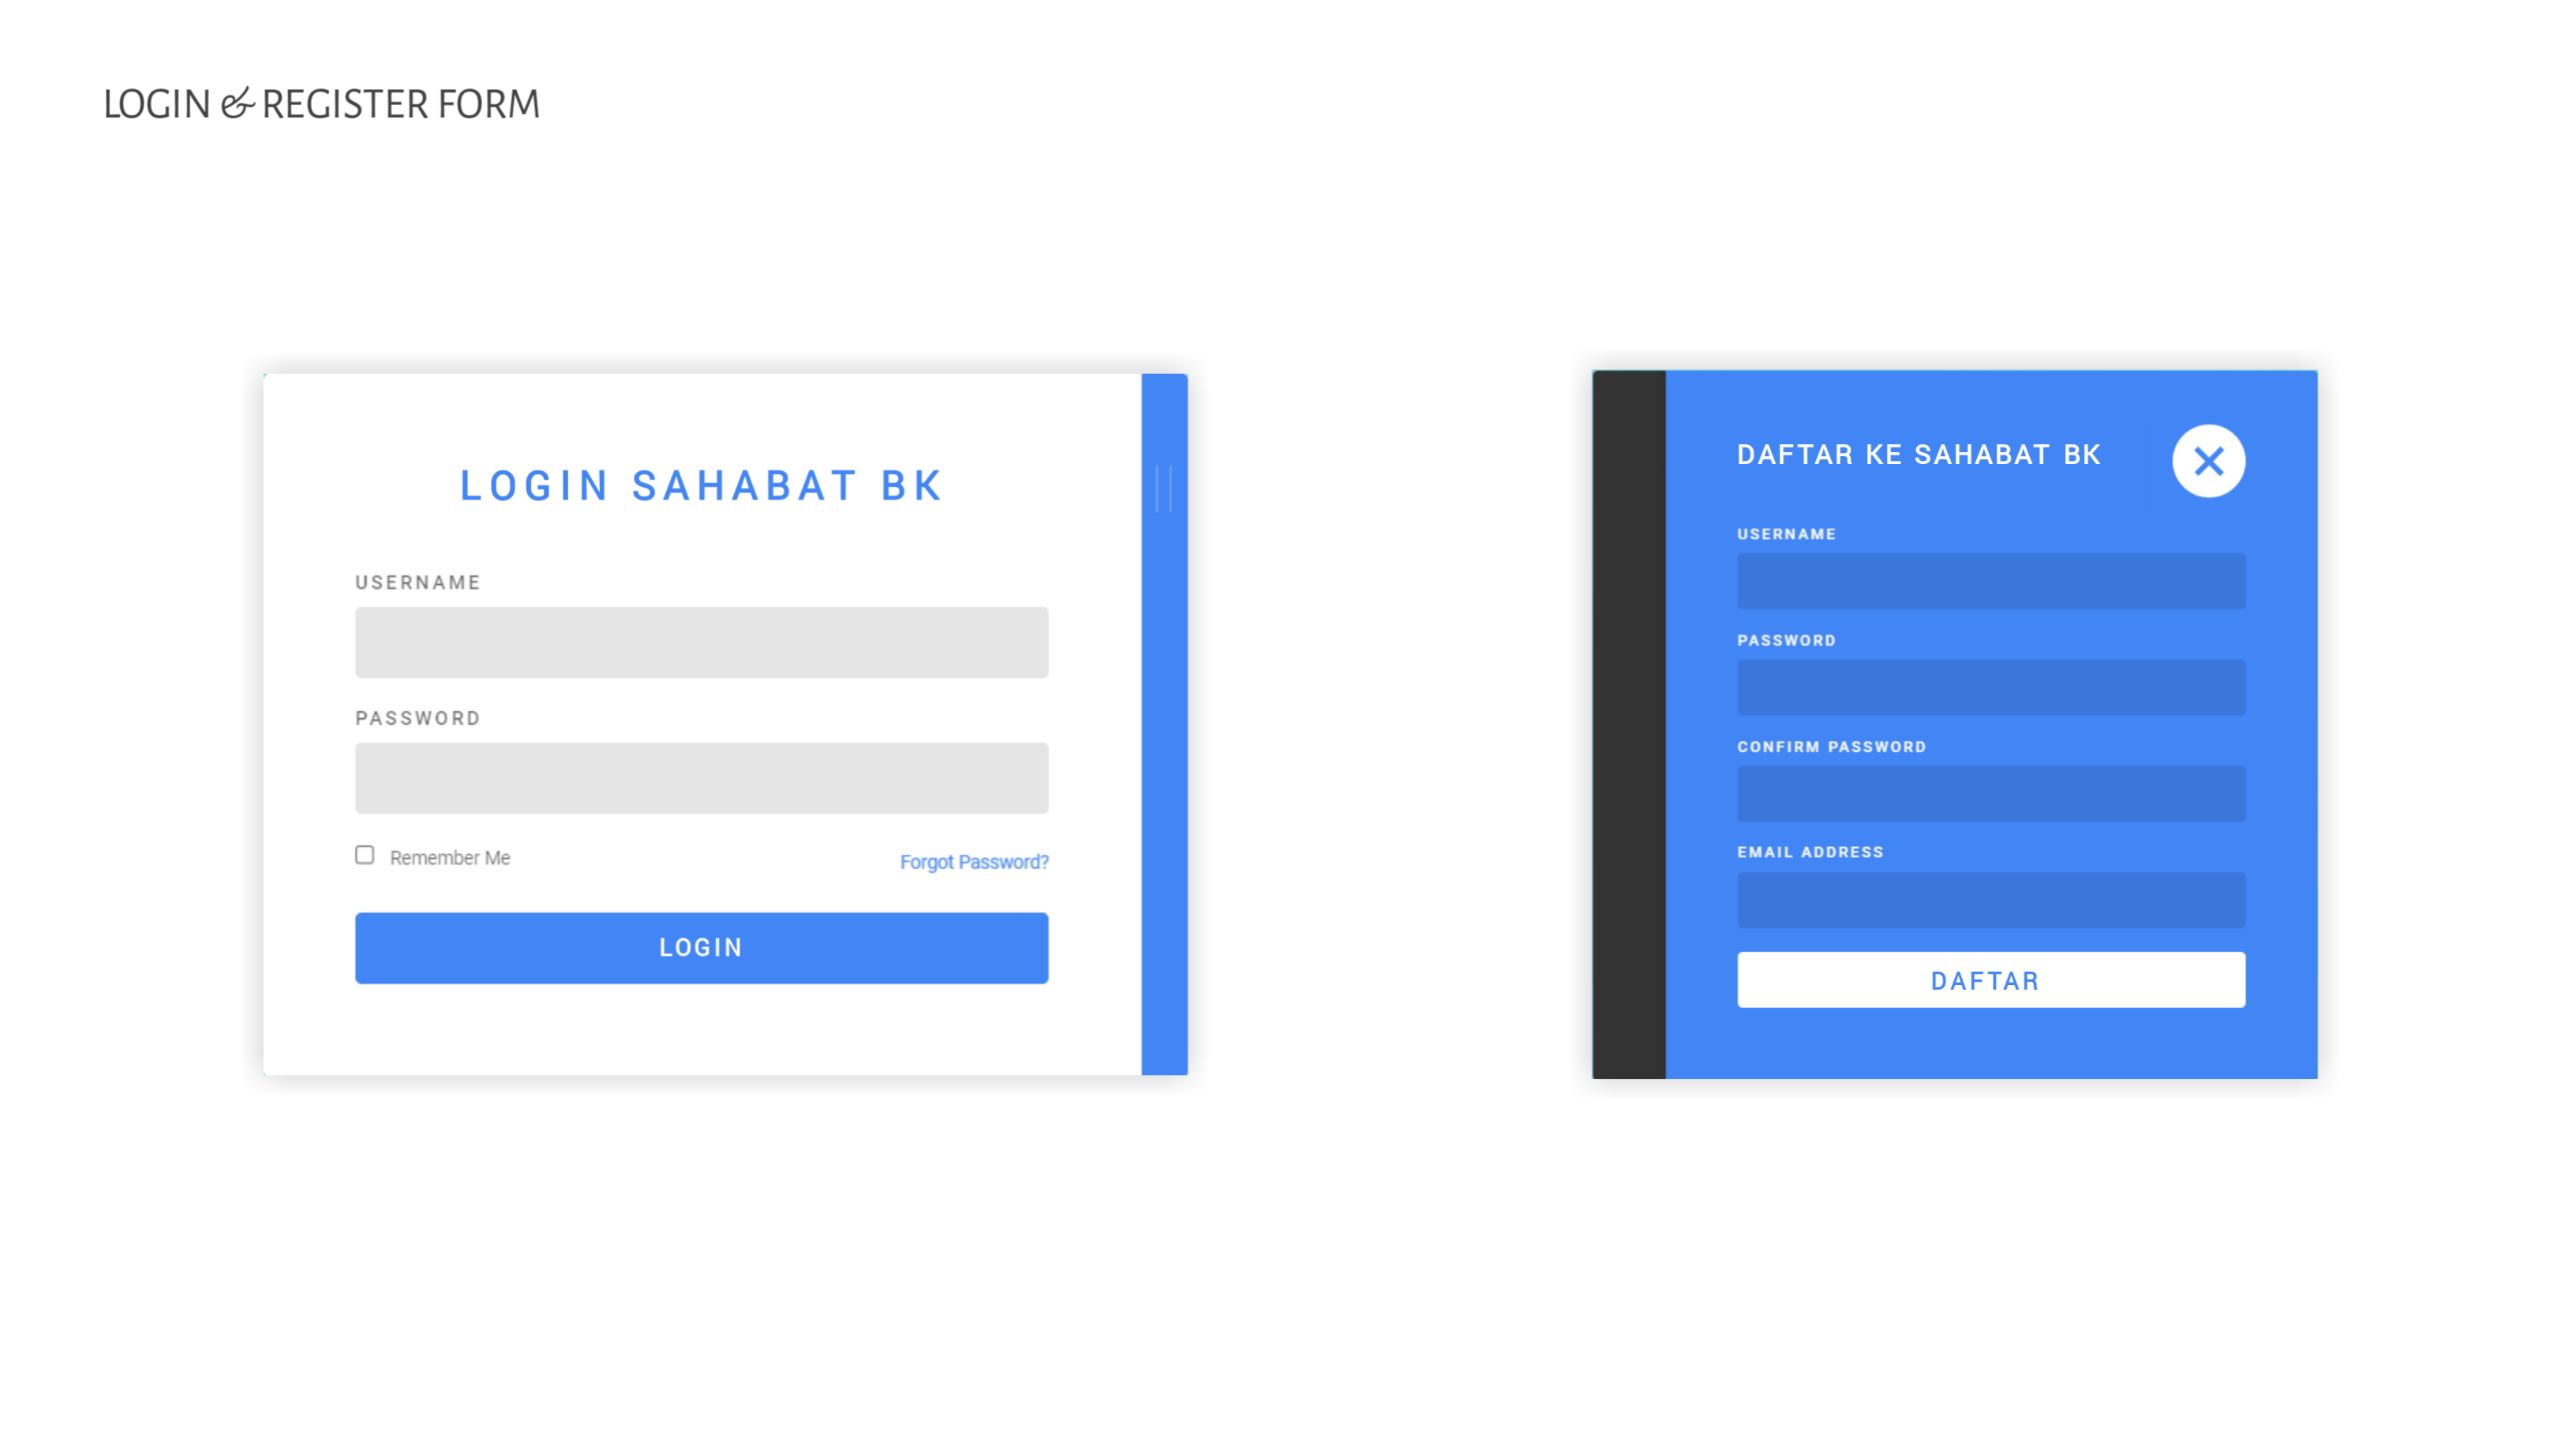 LOGIN & REGISTER FORM
LOGIN SAHABAT BK
USERNAME
PASSWORD
Remember Me
Forgot Password?
LOGIN
DAFTAR KE SAHABAT BK
USERNAME
PASSWORD
CONFIRM PASSWORD
EMAIL ADDRESS
DAFTAR